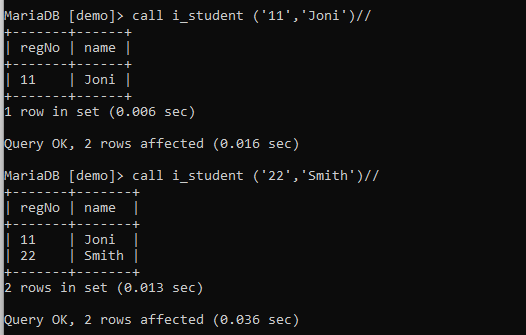 MariaDB [demo]> call i_student ('11','Joni')//
+-------+------+
| regNo | name |
+-------+------+
| 11    | Joni |
+-------+------+
1 row in set (0.006 sec)
Query OK, 2 rows affected (0.016 sec)
MariaDB [demo]> call i_student ('22','Smith')//
+-------+-------+
| regNo | name  |
+-------+-------+
| 11    | Joni  |
| 22    | Smith |
+-------+-------+
2 rows in set (0.013 sec)
Query OK, 2 rows affected (0.036 sec)